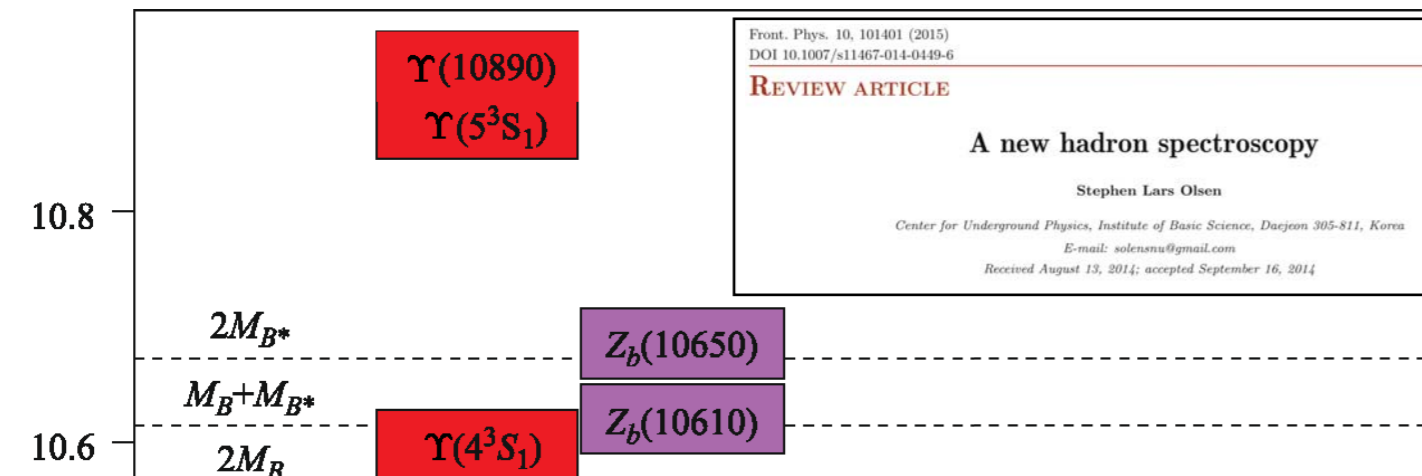 ϒ(10890)
ϒ(5³S₁)
Front. Phys. 10, 101401 (2015)
DOI 10.1007/s11467-014-0449-6
REVIEW ARTICLE
A new hadron spectroscopy
Stephen Lars Olsen
Center for Underground Physics, Institute of Basic Science, Daejeon 305-811, Korea
E-mail: solensnu@gmail.com
Received August 13, 2014; accepted September 16, 2014
10.8
2M_B*
Z_b(10650)
M_B+M_B*
Z_b(10610)
10.6
ϒ(4³S₁)
2M_B